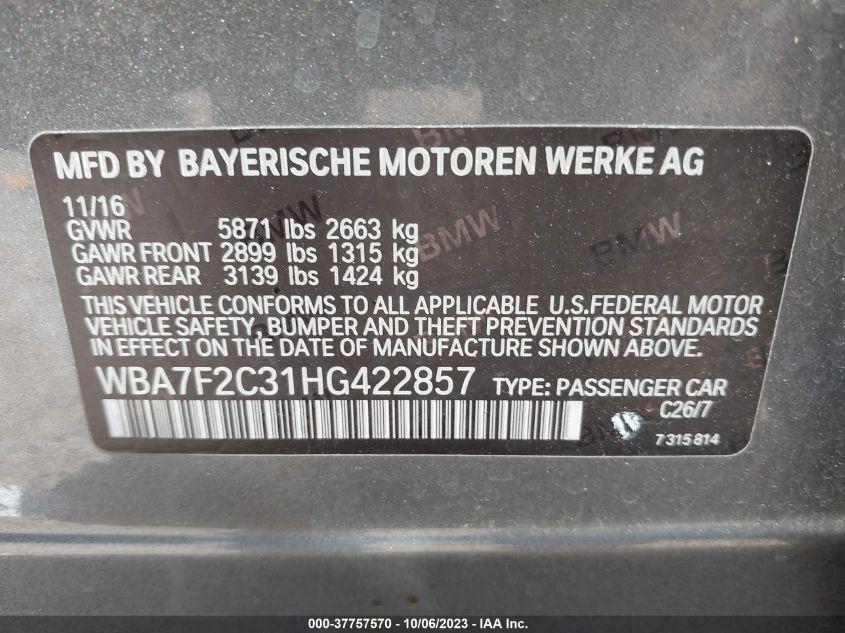 MFD BY BAYERISCHE MOTOREN WERKE AG
11/16
GVWR 5871 lbs 2663 kg
GAWR FRONT 2899 lbs 1315 kg
GAWR REAR 3139 lbs 1424 kg
THIS VEHICLE CONFORMS TO ALL APPLICABLE U.S.FEDERAL MOTOR
VEHICLE SAFETY, BUMPER AND THEFT PREVENTION STANDARDS
IN EFFECT ON THE DATE OF MANUFACTURE SHOWN ABOVE.
WBA7F2C31HG422857 TYPE: PASSENGER CAR
C26/7
7315814
BMW
BMW
000-37757570 - 10/06/2023 - IAA Inc.